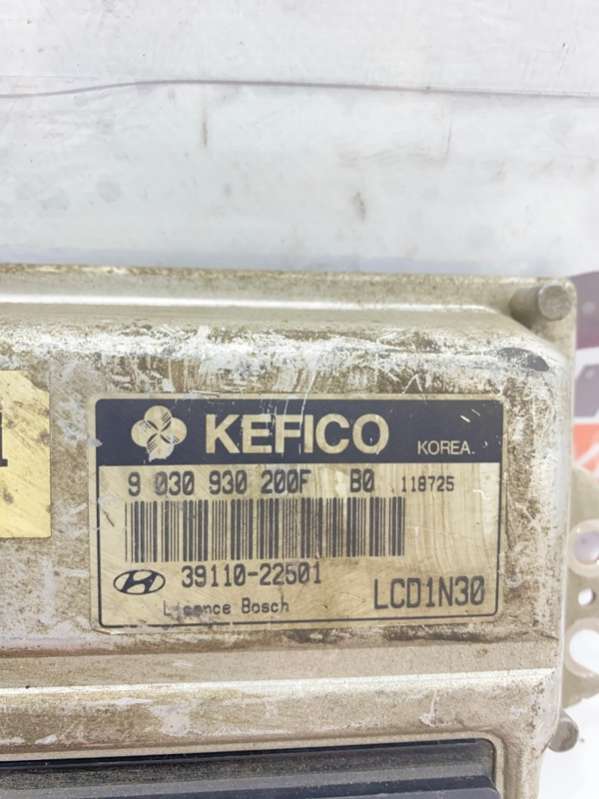 KEFICO KOREA.
9 030 930 200F B0 118725
39110-22501
Licence Bosch LCD1N30